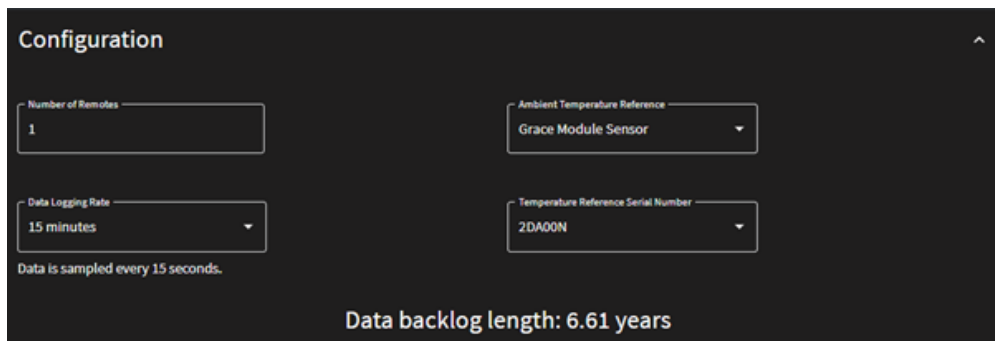 Configuration
Number of Remotes
1
Ambient Temperature Reference
Grace Module Sensor
Data Logging Rate
15 minutes
Temperature Reference Serial Number
2DA00N
Data is sampled every 15 seconds.
Data backlog length: 6.61 years